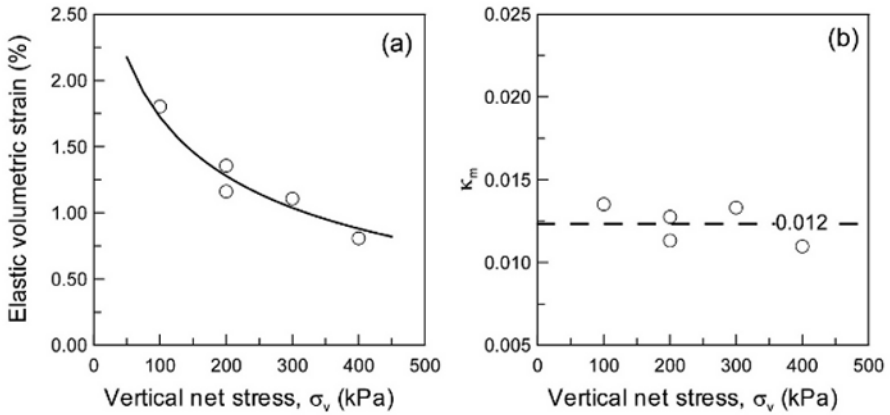 (a)
Elastic volumetric strain (%)
2.50
2.00
1.50
1.00
0.50
0.00
0 100 200 300 400 500
Vertical net stress, σv (kPa)
(b)
κm
0.025
0.020
0.015
0.010
0.005
0.012
0 100 200 300 400 500
Vertical net stress, σv (kPa)